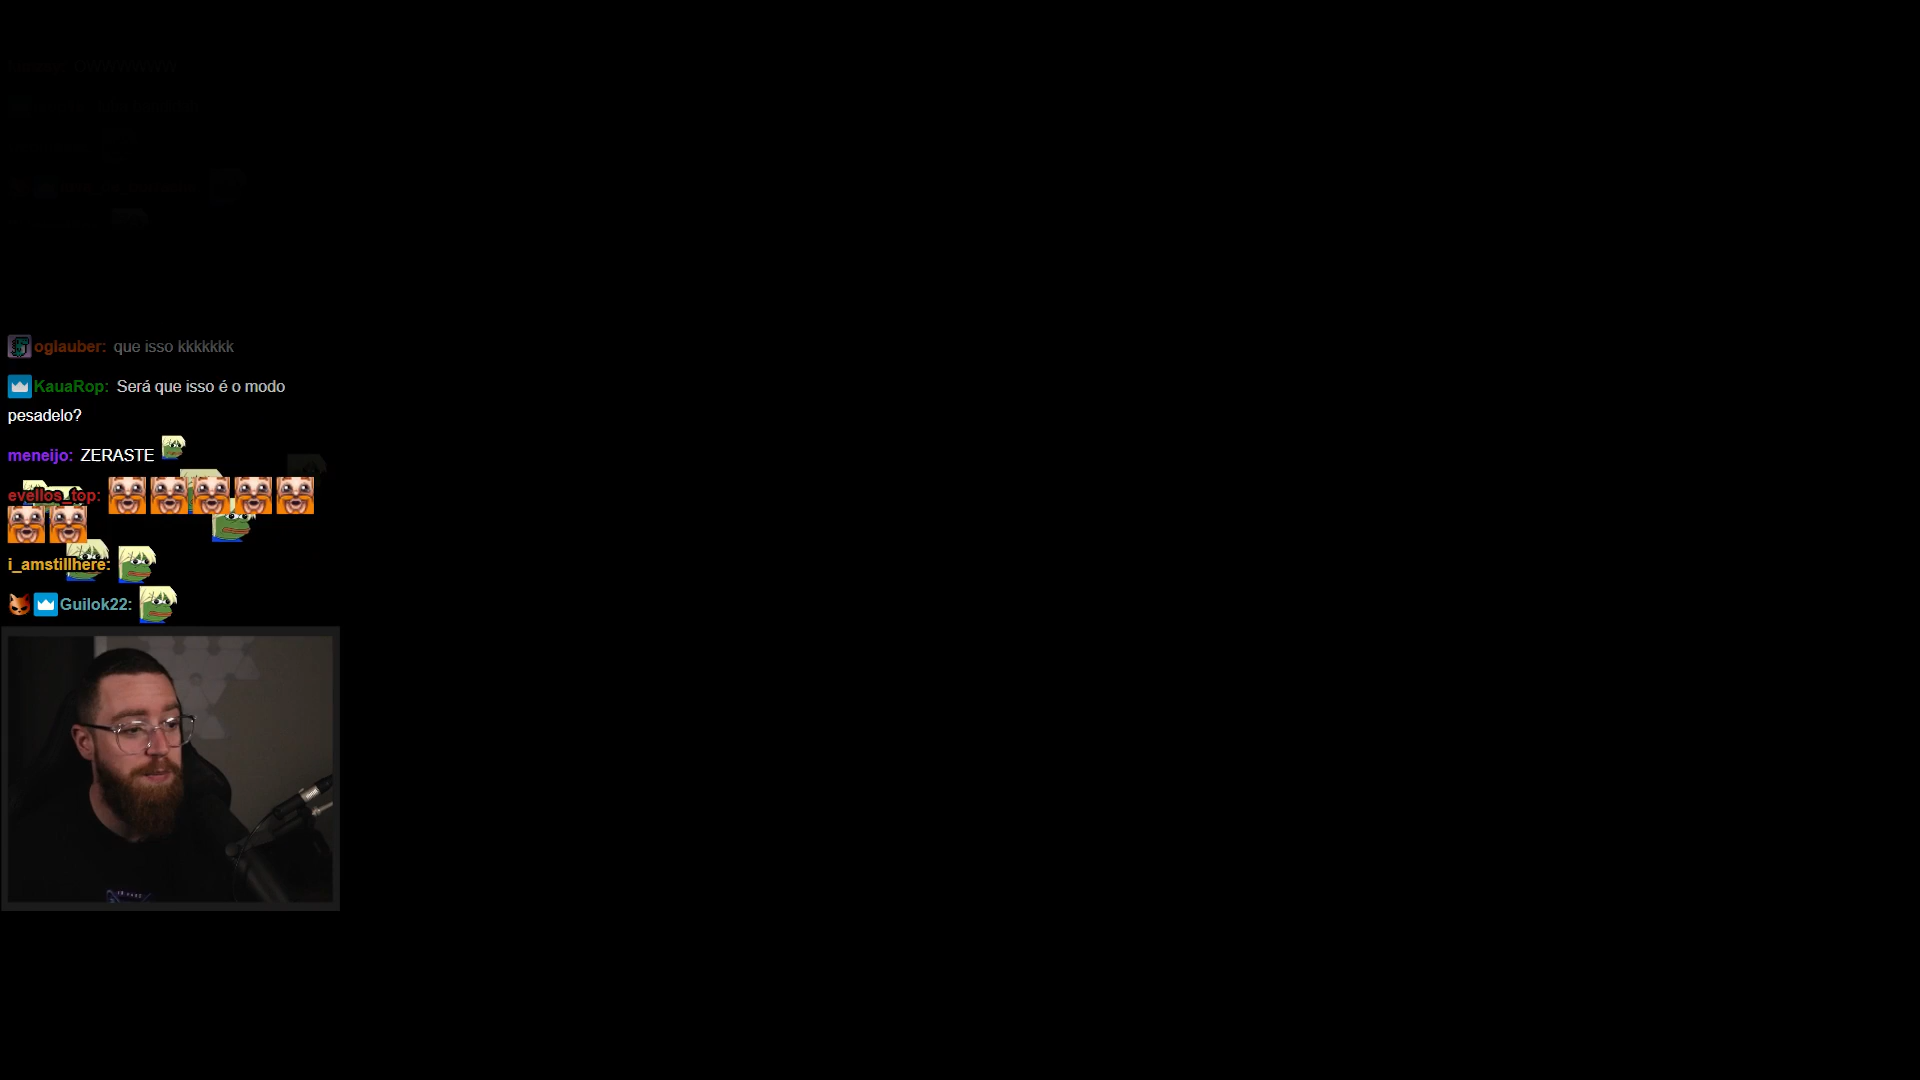 oglauber: que isso kkkkkkk
KauaRop: Será que isso é o modo
pesadelo?
meneijo: ZERASTE
evellos_top:
i_amstillhere:
Guilok22: